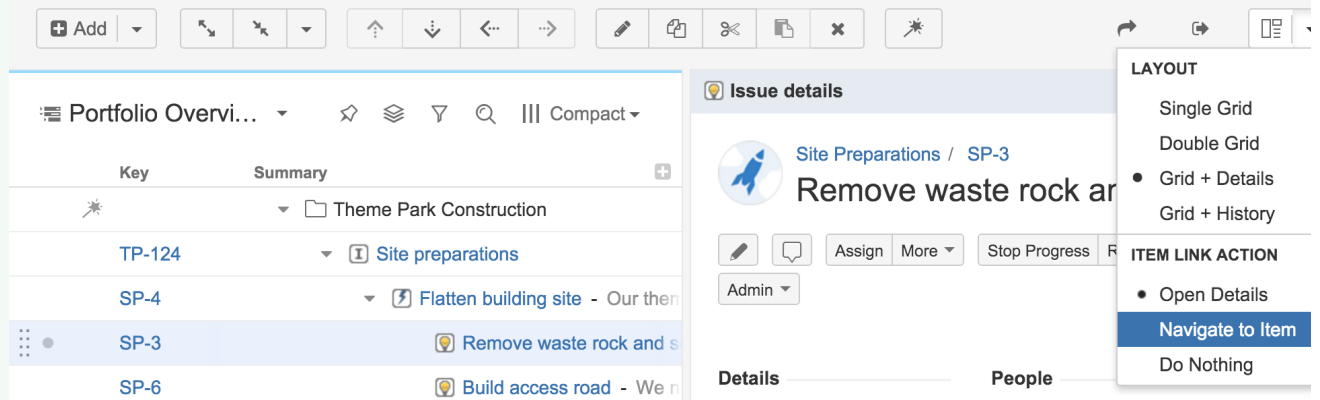 Add
Portfolio Overvi...
Compact
Key Summary
Theme Park Construction
TP-124 Site preparations
SP-4 Flatten building site - Our them
SP-3 Remove waste rock and s
SP-6 Build access road - We n
Issue details
Site Preparations / SP-3
Remove waste rock ar
Assign More Stop Progress R
Admin
Details People
LAYOUT
Single Grid
Double Grid
Grid + Details
Grid + History
ITEM LINK ACTION
Open Details
Navigate to Item
Do Nothing